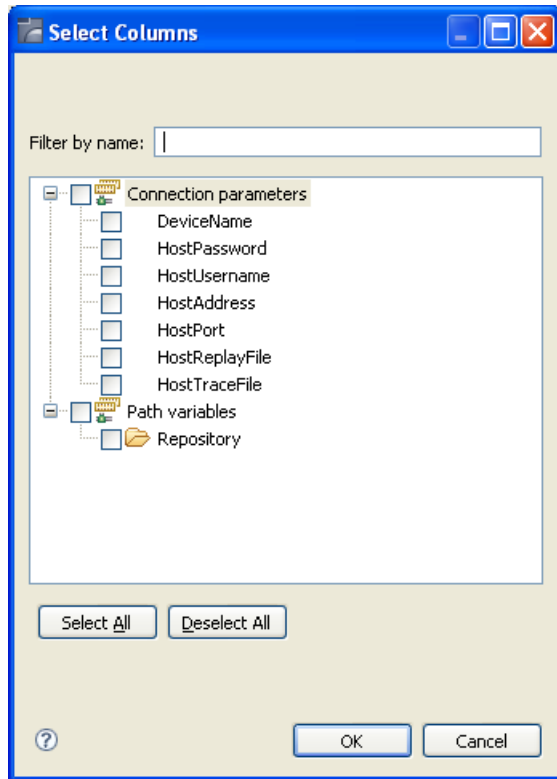 Select Columns
Filter by name:
Connection parameters
DeviceName
HostPassword
HostUsername
HostAddress
HostPort
HostReplayFile
HostTraceFile
Path variables
Repository
Select All Deselect All
? OK Cancel